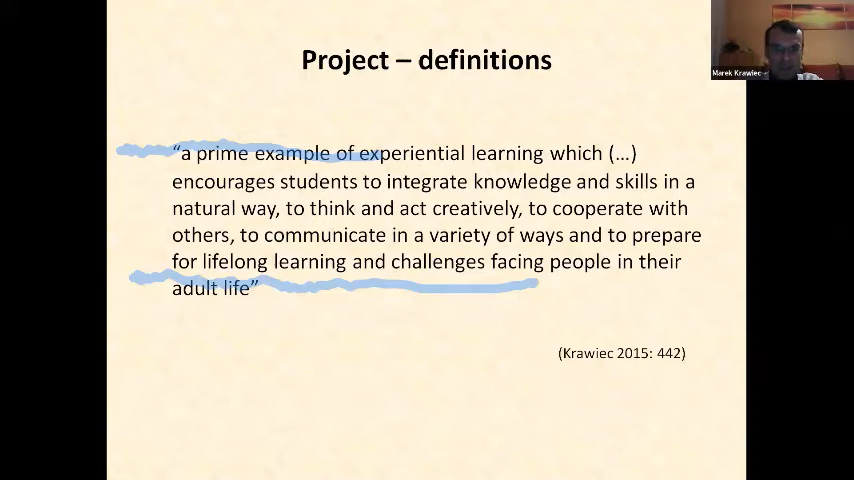 Project – definitions
Marek Krawiec
“a prime example of experiential learning which (...)
encourages students to integrate knowledge and skills in a
natural way, to think and act creatively, to cooperate with
others, to communicate in a variety of ways and to prepare
for lifelong learning and challenges facing people in their
adult life”
(Krawiec 2015: 442)